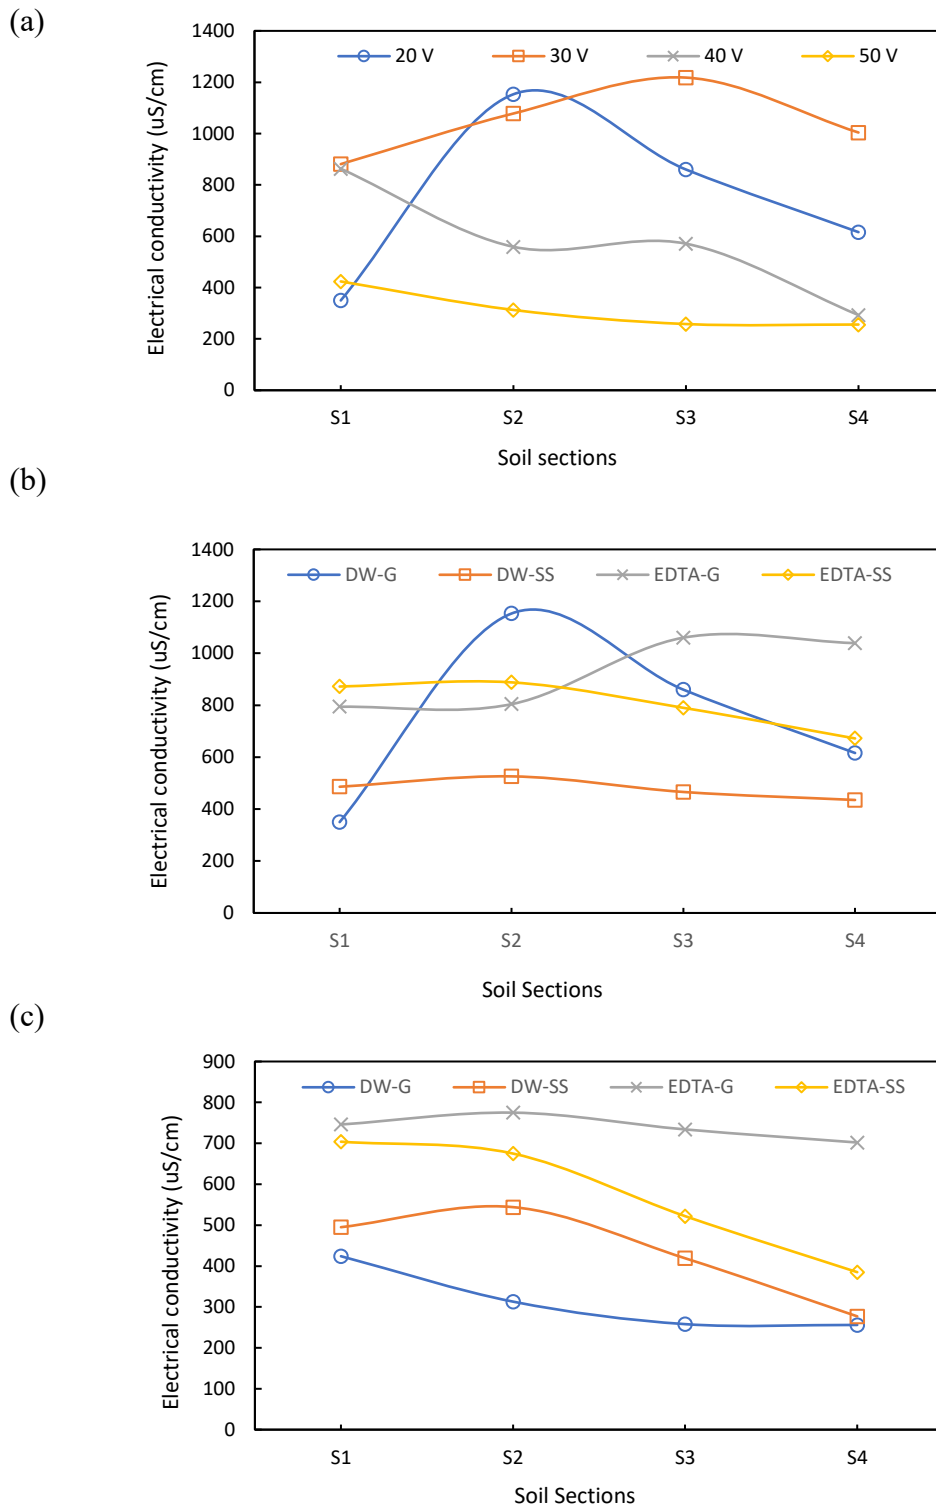 (a)
1400
20 V 30 V 40 V 50 V
1200
1000
800
600
400
200
0
Electrical conductivity (uS/cm)
S1 S2 S3 S4
Soil sections
(b)
1400
DW-G DW-SS EDTA-G EDTA-SS
1200
1000
800
600
400
200
0
Electrical conductivity (uS/cm)
S1 S2 S3 S4
Soil Sections
(c)
900
DW-G DW-SS EDTA-G EDTA-SS
800
700
600
500
400
300
200
100
0
Electrical conductivity (uS/cm)
S1 S2 S3 S4
Soil Sections